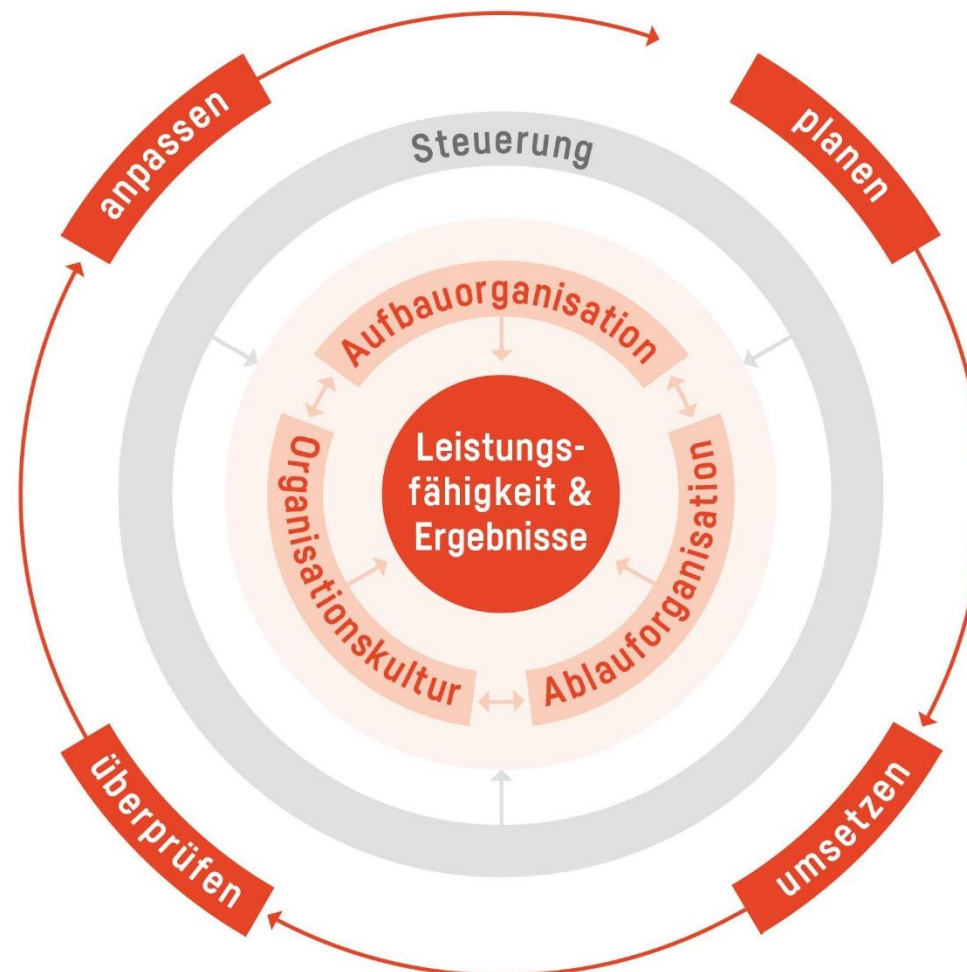 anpassen
planen
Steuerung
Aufbauorganisation
Organisationskultur
Leistungs-
fähigkeit &
Ergebnisse
Ablauforganisation
überprüfen
umsetzen